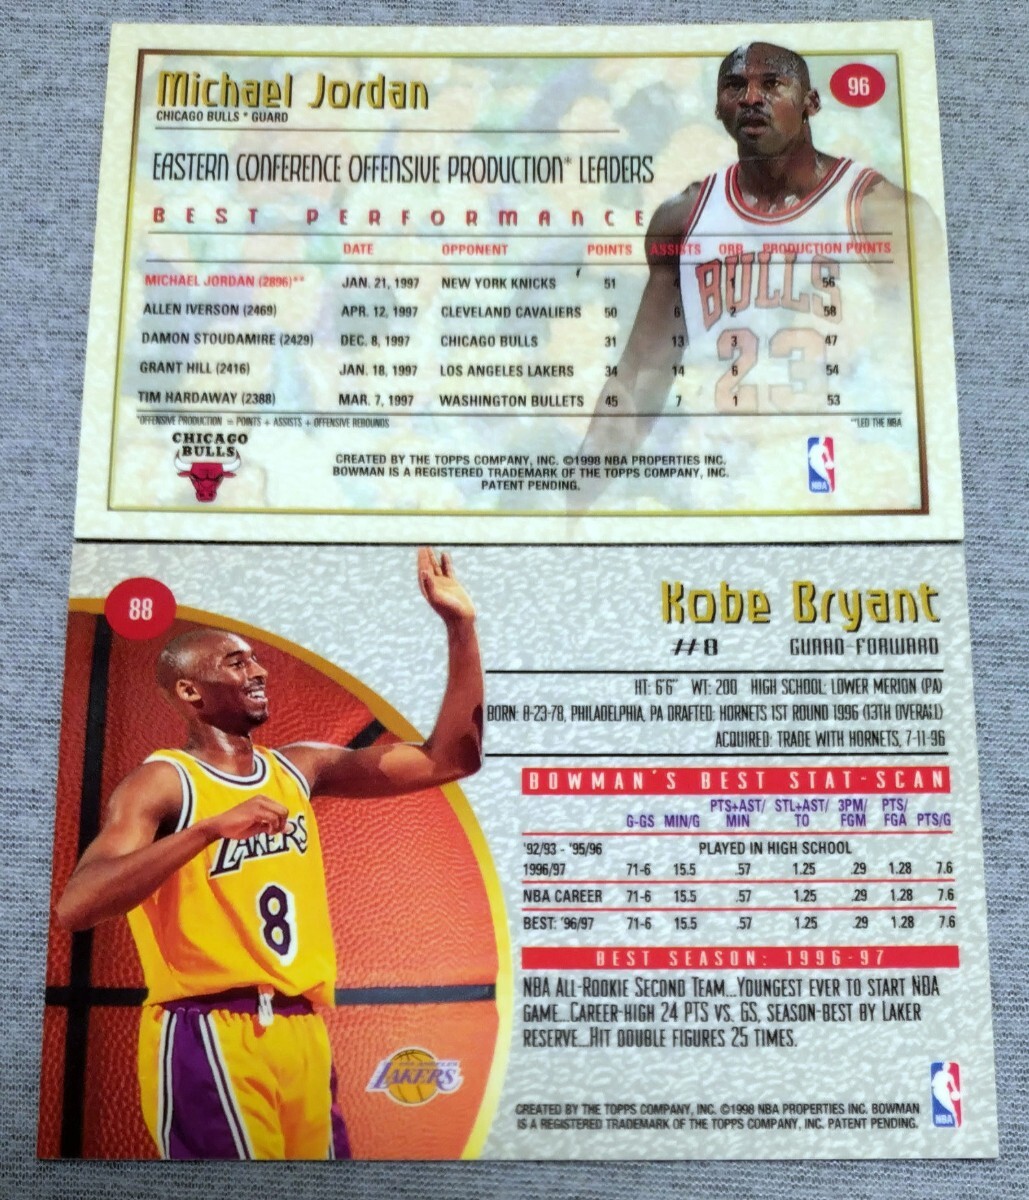 Michael Jordan
96
CHICAGO BULLS * GUARD
EASTERN CONFERENCE OFFENSIVE PRODUCTION* LEADERS
BEST PERFORMANCE
DATE OPPONENT POINTS ASSISTS ORB PRODUCTION POINTS
MICHAEL JORDAN (2896)** JAN. 21, 1997 NEW YORK KNICKS 51 4 1 56
ALLEN IVERSON (2469) APR. 12, 1997 CLEVELAND CAVALIERS 50 6 2 58
DAMON STOUDAMIRE (2429) DEC. 8, 1997 CHICAGO BULLS 31 13 3 47
GRANT HILL (2416) JAN. 18, 1997 LOS ANGELES LAKERS 34 14 6 54
TIM HARDAWAY (2388) MAR. 7, 1997 WASHINGTON BULLETS 45 7 1 53
*OFFENSIVE PRODUCTION = POINTS + ASSISTS + OFFENSIVE REBOUNDS
**LED THE NBA
BULLS
23
CHICAGO
BULLS
CREATED BY THE TOPPS COMPANY, INC. ©1998 NBA PROPERTIES INC.
BOWMAN IS A REGISTERED TRADEMARK OF THE TOPPS COMPANY, INC.
PATENT PENDING.
NBA
88
Kobe Bryant
#8 GUARD-FORWARD
HT: 6'6" WT: 200 HIGH SCHOOL: LOWER MERION (PA)
BORN: 8-23-78, PHILADELPHIA, PA DRAFTED: HORNETS 1ST ROUND 1996 (13TH OVERALL)
ACQUIRED: TRADE WITH HORNETS, 7-11-96
BOWMAN'S BEST STAT-SCAN
G-GS MIN/G PTS+AST/MIN STL+AST/TO 3PM/FGM PTS/FGA PTS/G
'92/93 - '95/96 PLAYED IN HIGH SCHOOL
1996/97 71-6 15.5 .57 1.25 .29 1.28 7.6
NBA CAREER 71-6 15.5 .57 1.25 .29 1.28 7.6
BEST: '96/97 71-6 15.5 .57 1.25 .29 1.28 7.6
BEST SEASON: 1996-97
NBA ALL-ROOKIE SECOND TEAM...YOUNGEST EVER TO START NBA
GAME...CAREER-HIGH 24 PTS VS. GS, SEASON-BEST BY LAKER
RESERVE...HIT DOUBLE FIGURES 25 TIMES.
LAKERS
8
LOS ANGELES
LAKERS
CREATED BY THE TOPPS COMPANY, INC. ©1998 NBA PROPERTIES INC. BOWMAN
IS A REGISTERED TRADEMARK OF THE TOPPS COMPANY, INC. PATENT PENDING.
NBA